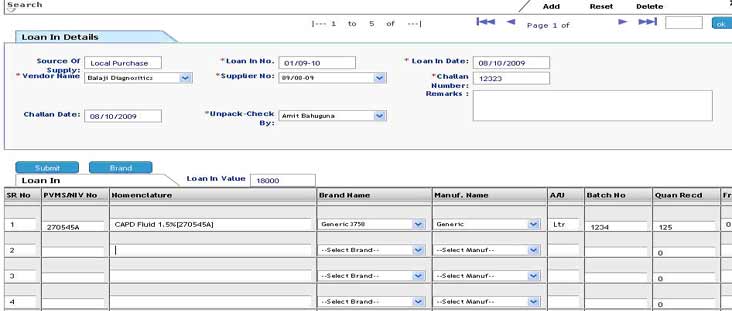 Search
Add Reset Delete
|--- 1 to 5 of ---| Page 1 of ok
Loan In Details
Source Of Supply: Local Purchase *Loan In No. 01/09-10 *Loan In Date: 08/10/2009
*Vendor Name Balaji Diagnositics *Supplier No: 89/08-09 *Challan Number: 12323
Remarks :
Challan Date: 08/10/2009 *Unpack-Check By: Amit Bahuguna
Submit Brand
Loan In Loan In Value 18000
SR No PVMS/NIV No Nomenclature Brand Name Manuf. Name A/U Batch No Quan Recd Fr
1 270545A CAPD Fluid 1.5%[270545A] Generic3758 Generic Ltr 1234 125 0
2 --Select Brand-- --Select Manuf-- 0
3 --Select Brand-- --Select Manuf-- 0
4 --Select Brand-- --Select Manuf-- 0